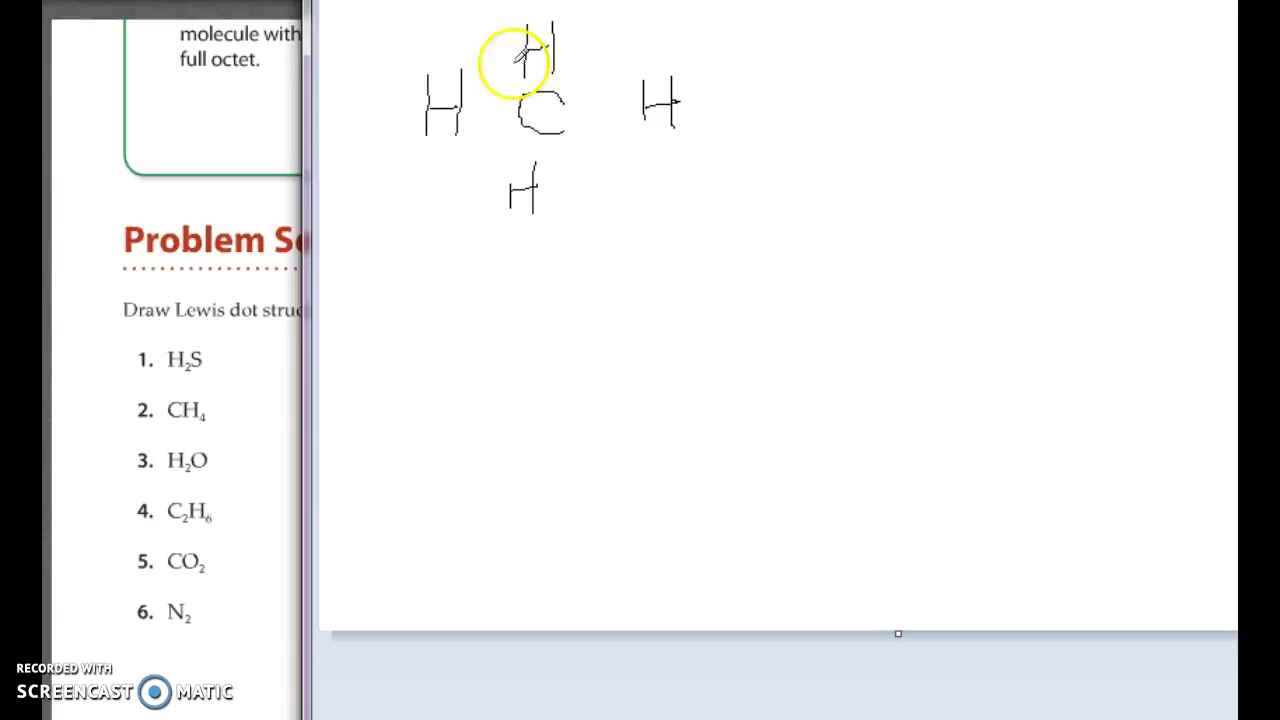 molecule with
full octet.
H
H C H
H
Problem S
Draw Lewis dot struc
1. H₂S
2. CH₄
3. H₂O
4. C₂H₆
5. CO₂
6. N₂
RECORDED WITH
SCREENCAST MATIC